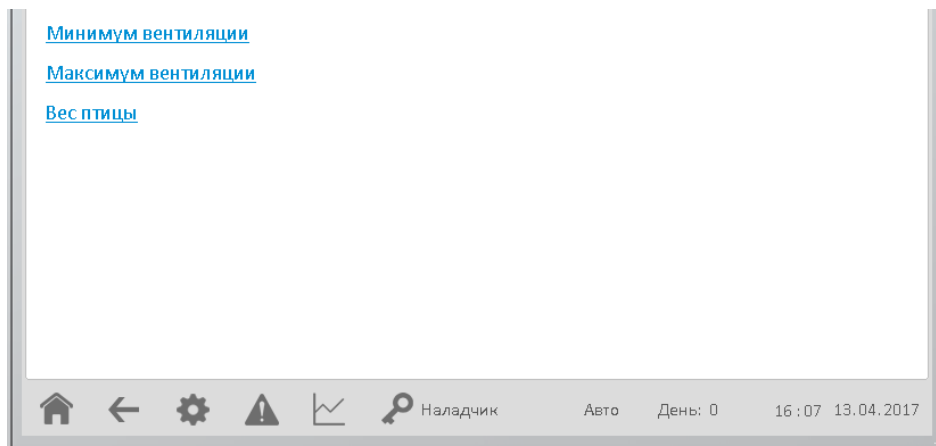 Минимум вентиляции
Максимум вентиляции
Вес птицы
Наладчик Авто День: 0 16:07 13.04.2017